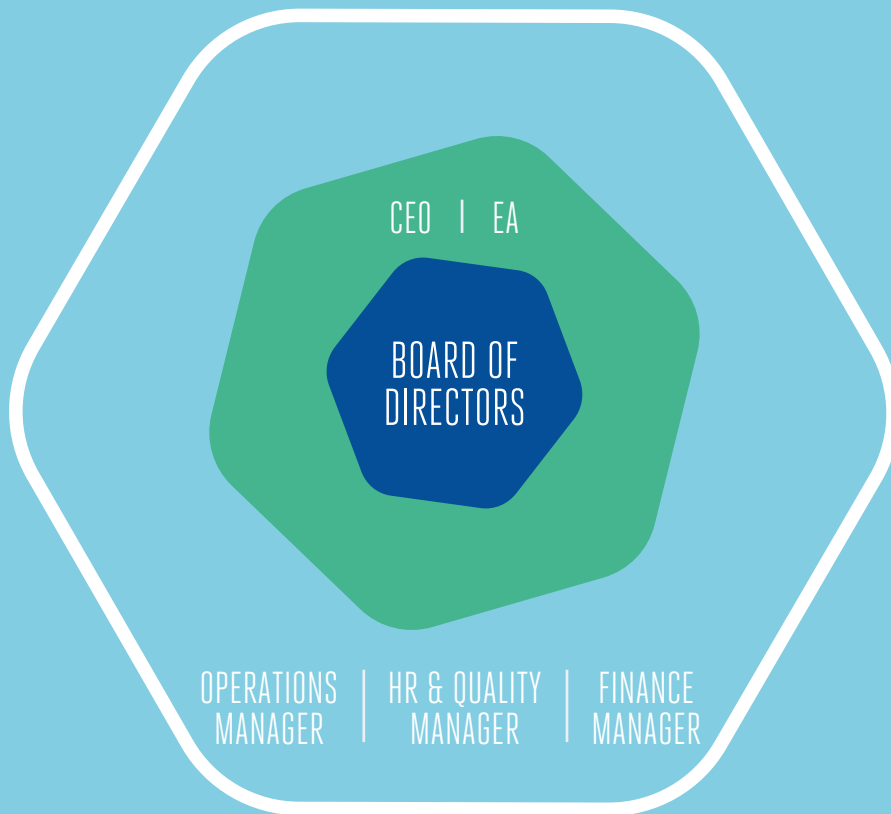 CEO | EA
BOARD OF
DIRECTORS
OPERATIONS
MANAGER
HR & QUALITY
MANAGER
FINANCE
MANAGER